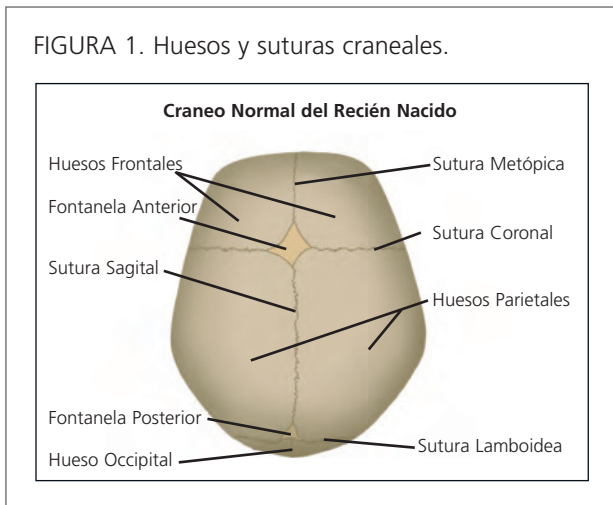 FIGURA 1. Huesos y suturas craneales.
Craneo Normal del Recién Nacido
Huesos Frontales
Fontanela Anterior
Sutura Sagital
Fontanela Posterior
Hueso Occipital
Sutura Metópica
Sutura Coronal
Huesos Parietales
Sutura Lamboidea